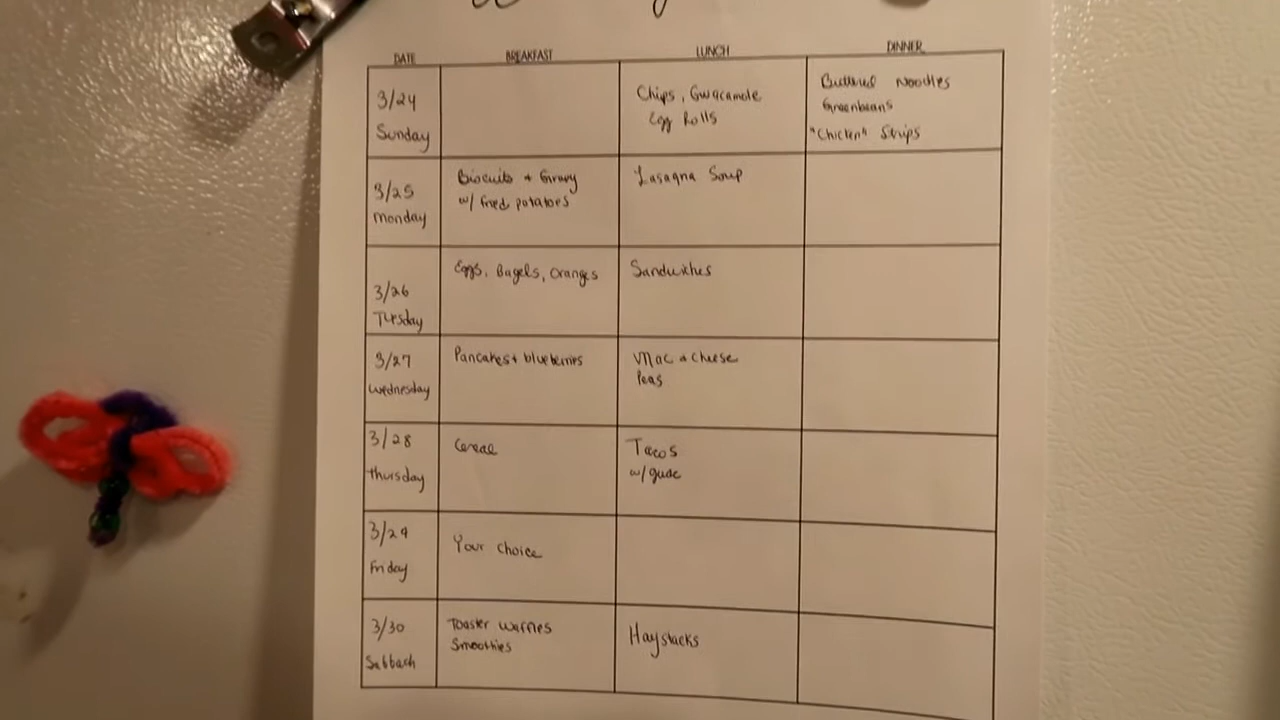 DATE BREAKFAST LUNCH DINNER
3/24
Sunday
Chips, Guacamole
Egg Rolls
Buttered Noodles
Greenbeans
"Chicken" Strips
3/25
Monday
Biscuits + Gravy
w/ fried potatoes
Lasagna Soup
3/26
Tuesday
Eggs, Bagels, Oranges
Sandwiches
3/27
Wednesday
Pancakes + blueberries
Mac + Cheese
Peas
3/28
Thursday
Cereal
Tacos
w/ guac
3/29
Friday
Your Choice
3/30
Sabbath
Toaster Waffles
Smoothies
Haystacks